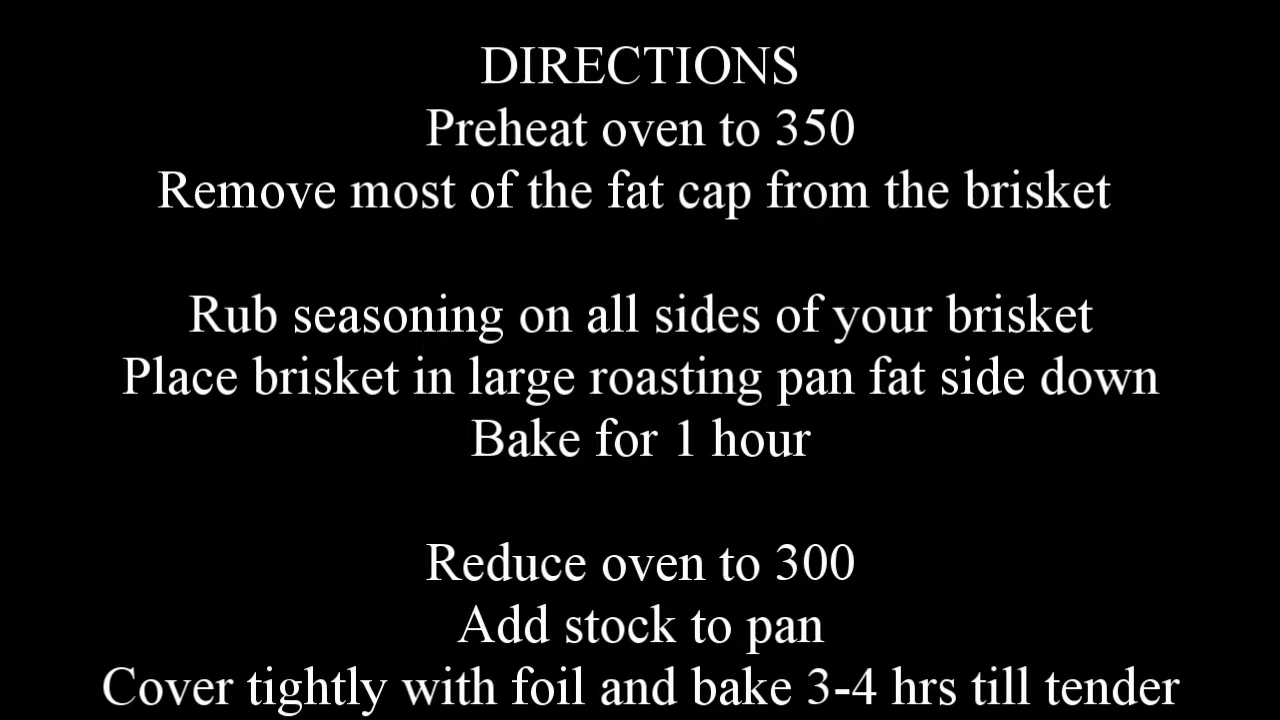 DIRECTIONS
Preheat oven to 350
Remove most of the fat cap from the brisket
Rub seasoning on all sides of your brisket
Place brisket in large roasting pan fat side down
Bake for 1 hour
Reduce oven to 300
Add stock to pan
Cover tightly with foil and bake 3-4 hrs till tender